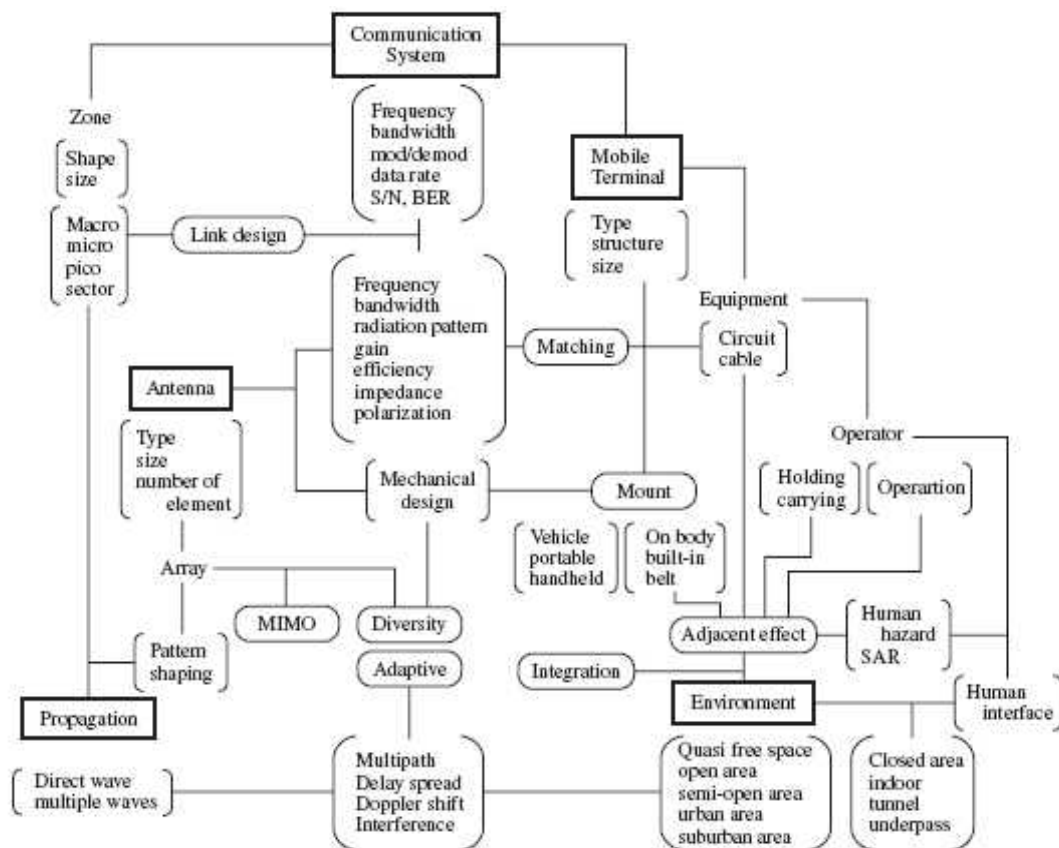 Communication
System
Zone
Shape
size
Macro
micro
pico
sector
Link design
Frequency
bandwidth
mod/demod
data rate
S/N, BER
Mobile
Terminal
Type
structure
size
Equipment
Circuit
cable
Frequency
bandwidth
radiation pattern
gain
efficiency
impedance
polarization
Matching
Antenna
Type
size
number of
element
Mechanical
design
Mount
Operator
Holding
carrying
Operartion
Vehicle
portable
handheld
On body
built-in
belt
Array
MIMO
Diversity
Adaptive
Adjacent effect
Human
hazard
SAR
Pattern
shaping
Integration
Propagation
Environment
Human
interface
Direct wave
multiple waves
Multipath
Delay spread
Doppler shift
Interference
Quasi free space
open area
semi-open area
urban area
suburban area
Closed area
indoor
tunnel
underpass